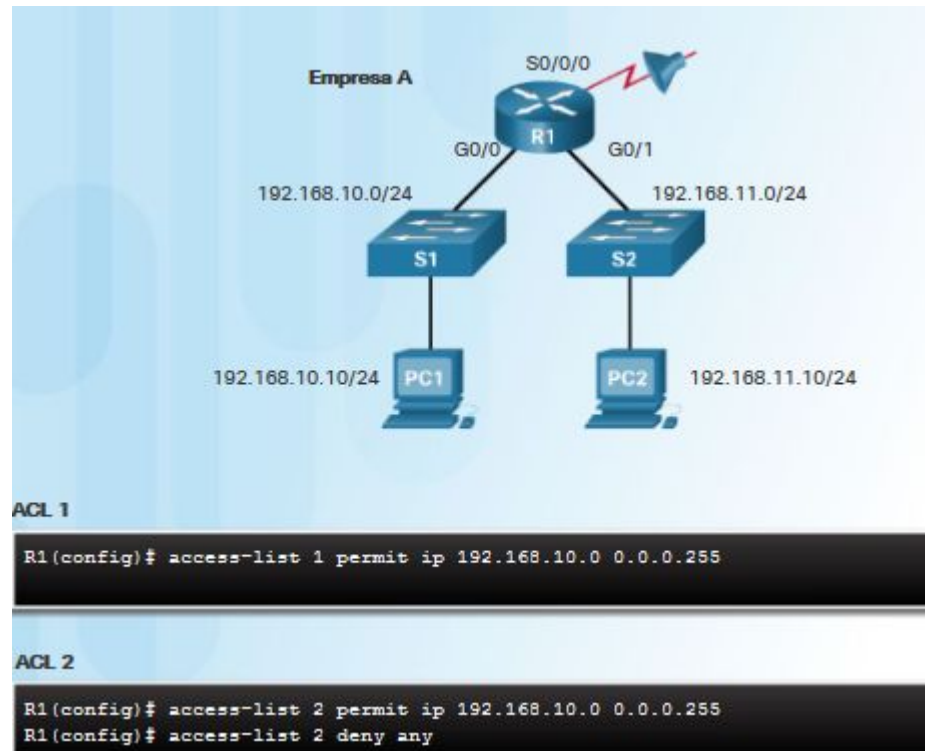 Empresa A
S0/0/0
R1
G0/0
G0/1
192.168.10.0/24
192.168.11.0/24
S1
S2
192.168.10.10/24
PC1
PC2
192.168.11.10/24
ACL 1
R1(config)# access-list 1 permit ip 192.168.10.0 0.0.0.255
ACL 2
R1(config)# access-list 2 permit ip 192.168.10.0 0.0.0.255
R1(config)# access-list 2 deny any